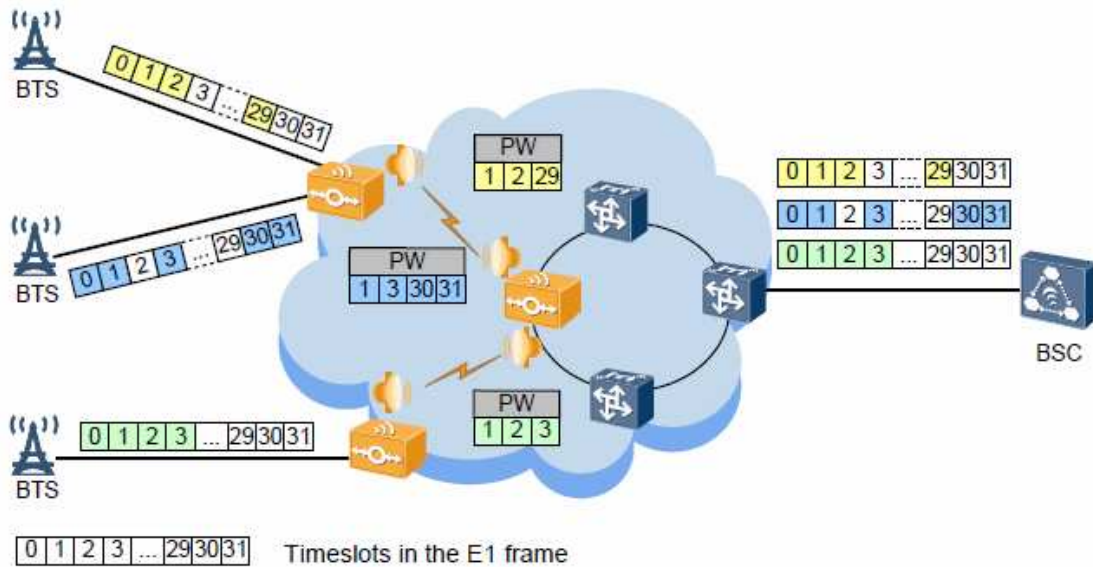 BTS
0 1 2 3 ... 29 30 31
PW
1 2 29
0 1 2 3 ... 29 30 31
BTS
0 1 2 3 ... 29 30 31
0 1 2 3 ... 29 30 31
PW
1 3 30 31
0 1 2 3 ... 29 30 31
BSC
PW
1 2 3
0 1 2 3 ... 29 30 31
BTS
0 1 2 3 ... 29 30 31
Timeslots in the E1 frame